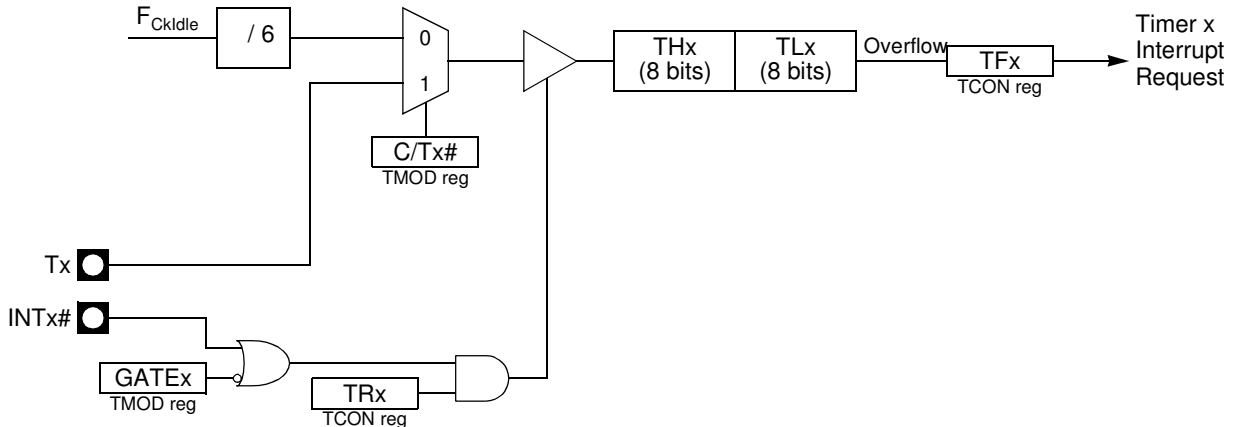 FCkIdle
/ 6
0
1
C/Tx#
TMOD reg
THx
(8 bits)
TLx
(8 bits)
Overflow
TFx
TCON reg
Timer x
Interrupt
Request
Tx
INTx#
GATEx
TMOD reg
TRx
TCON reg